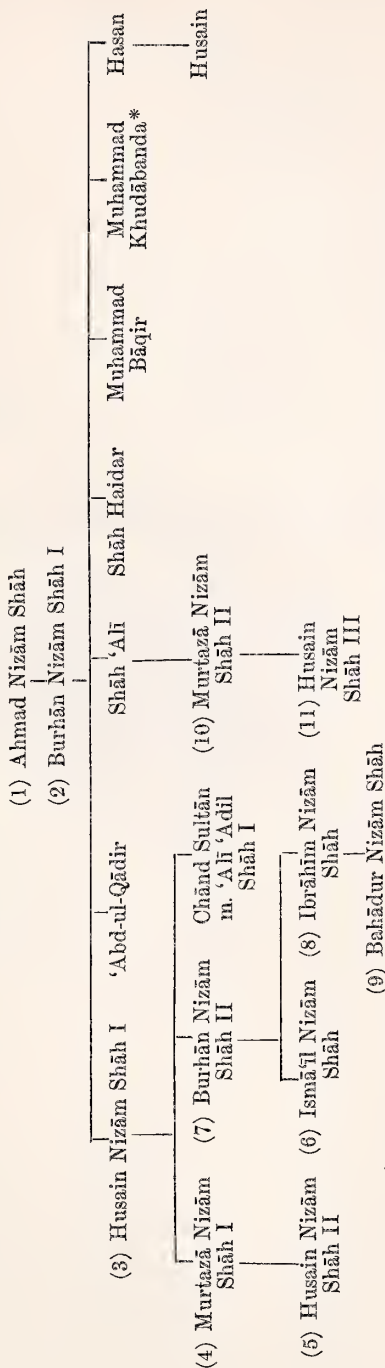 (1) Ahmad Nizām Shāh
(2) Burhān Nizām Shāh I
(3) Husain Nizām Shāh I
‘Abd-ul-Qādir
Shāh ‘Alī
Shāh Haidar
Muhammad
Bāqir
Muhammad
Khudābanda*
Hasan
Husain
(4) Murtazā Nizām
Shāh I
(7) Burhān Nizām
Shāh II
Chānd Sultān
m. ‘Alī ‘Ādil
Shāh I
(10) Murtazā Nizām
Shāh II
(5) Husain Nizām
Shāh II
(6) Ismā‘īl Nizām
Shāh
(8) Ibrāhīm Nizām
Shāh
(11) Husain
Nizām
Shāh III
(9) Bahādur Nizām Shāh